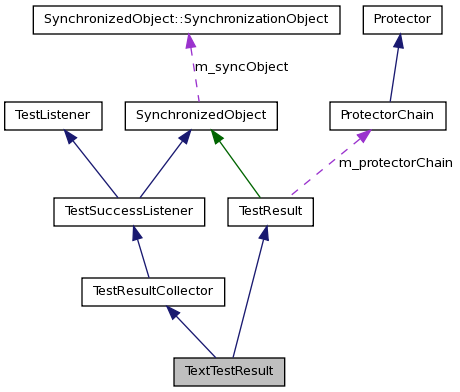 SynchronizedObject::SynchronizationObject
Protector
m_syncObject
TestListener
SynchronizedObject
ProtectorChain
m_protectorChain
TestSuccessListener
TestResult
TestResultCollector
TextTestResult